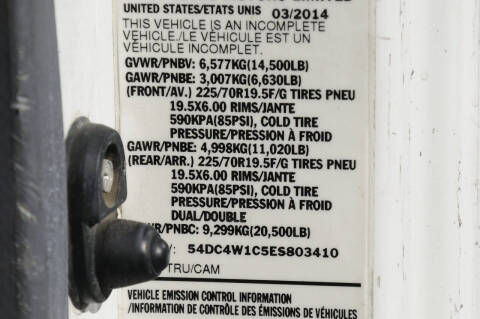 UNITED STATES/ETATS UNIS 03/2014
THIS VEHICLE IS AN INCOMPLETE
VEHICLE./LE VÉHICULE EST UN
VÉHICULE INCOMPLET.
GVWR/PNBV: 6,577KG(14,500LB)
GAWR/PNBE: 3,007KG(6,630LB)
(FRONT/AV.) 225/70R19.5F/G TIRES PNEU
19.5X6.00 RIMS/JANTE
590KPA(85PSI), COLD TIRE
PRESSURE/PRESSION À FROID
GAWR/PNBE: 4,998KG(11,020LB)
(REAR/ARR.) 225/70R19.5F/G TIRES PNEU
19.5X6.00 RIMS/JANTE
590KPA(85PSI), COLD TIRE
PRESSURE/PRESSION À FROID
DUAL/DOUBLE
WR/PNBC: 9,299KG(20,500LB)
: 54DC4W1C5ES803410
TRU/CAM
VEHICLE EMISSION CONTROL INFORMATION
/INFORMATION DE CONTRÔLE DES ÉMISSIONS DE VÉHICULES